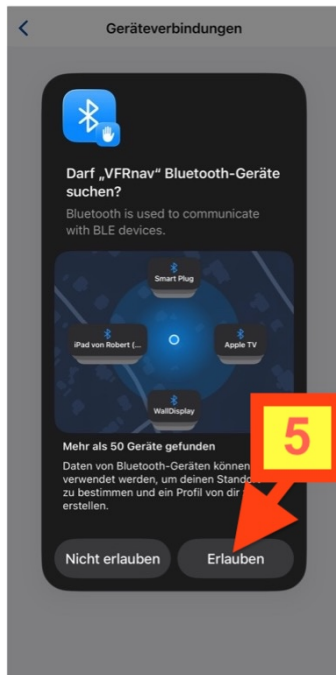 Geräteverbindungen
Darf „VFRnav“ Bluetooth-Geräte
suchen?
Bluetooth is used to communicate
with BLE devices.
Smart Plug
iPad von Robert (...
Apple TV
WallDisplay
Mehr als 50 Geräte gefunden
5
Daten von Bluetooth-Geräten können
verwendet werden, um deinen
zu bestimmen und ein Profil von dir
erstellen.
Nicht erlauben
Erlauben